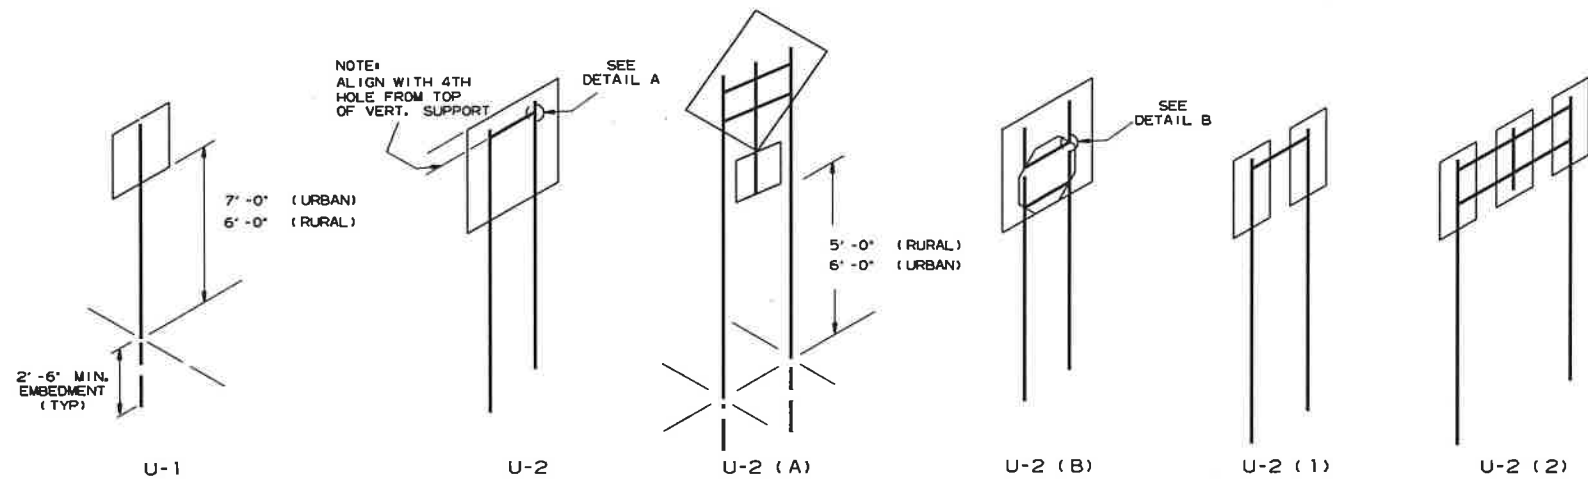 NOTE:
ALIGN WITH 4TH
HOLE FROM TOP
OF VERT. SUPPORT
SEE
DETAIL A
SEE
DETAIL B
7'-0" (URBAN)
6'-0" (RURAL)
5'-0" (RURAL)
6'-0" (URBAN)
2'-6" MIN.
EMBEDMENT
(TYP)
U-1
U-2
U-2 (A)
U-2 (B)
U-2 (1)
U-2 (2)